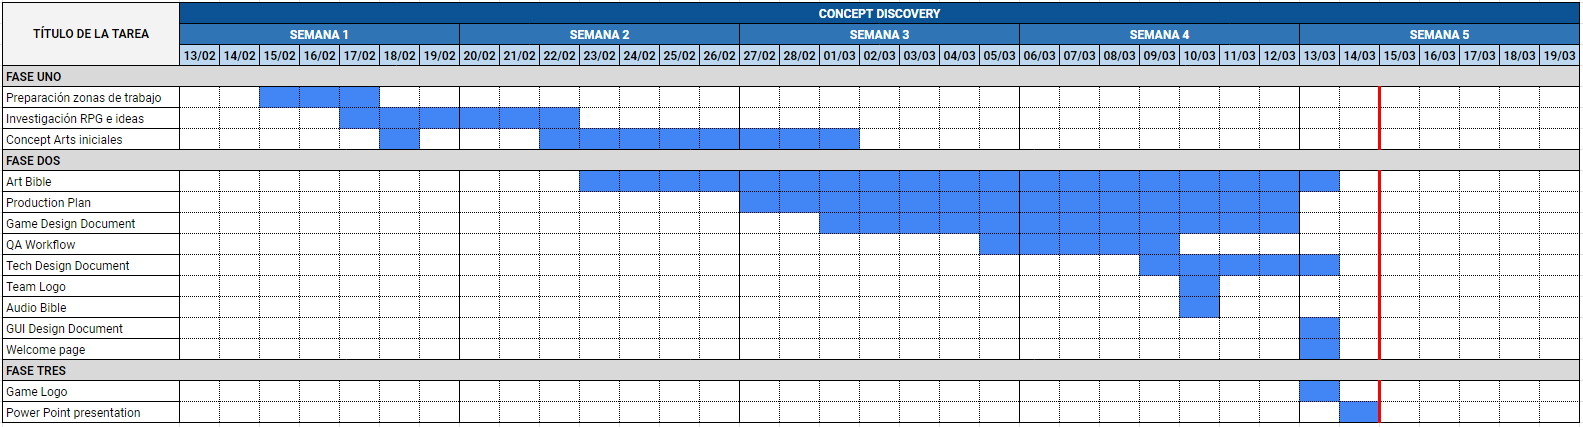 CONCEPT DISCOVERY
TÍTULO DE LA TAREA
SEMANA 1 SEMANA 2 SEMANA 3 SEMANA 4 SEMANA 5
13/02 14/02 15/02 16/02 17/02 18/02 19/02 20/02 21/02 22/02 23/02 24/02 25/02 26/02 27/02 28/02 01/03 02/03 03/03 04/03 05/03 06/03 07/03 08/03 09/03 10/03 11/03 12/03 13/03 14/03 15/03 16/03 17/03 18/03 19/03
FASE UNO
Preparación zonas de trabajo
Investigación RPG e ideas
Concept Arts iniciales
FASE DOS
Art Bible
Production Plan
Game Design Document
QA Workflow
Tech Design Document
Team Logo
Audio Bible
GUI Design Document
Welcome page
FASE TRES
Game Logo
Power Point presentation